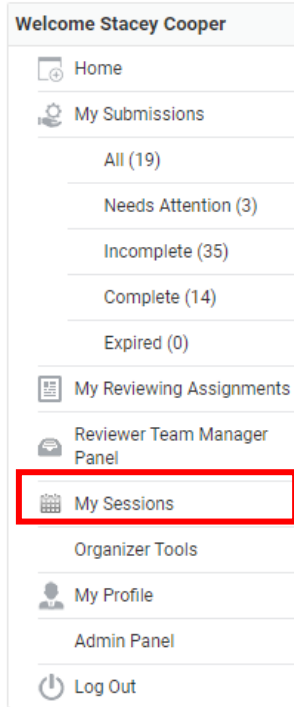 Welcome Stacey Cooper
Home
My Submissions
All (19)
Needs Attention (3)
Incomplete (35)
Complete (14)
Expired (0)
My Reviewing Assignments
Reviewer Team Manager
Panel
My Sessions
Organizer Tools
My Profile
Admin Panel
Log Out